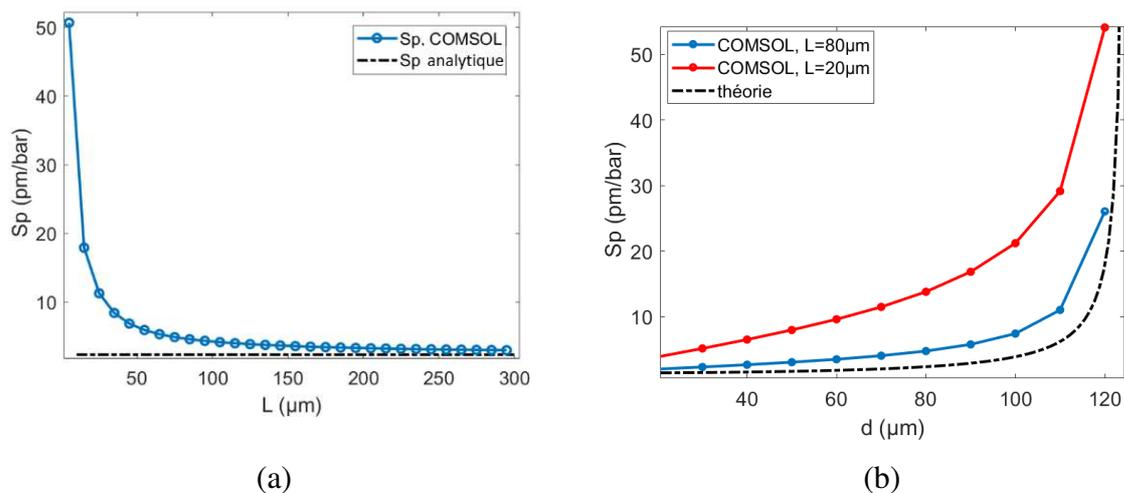 50
40
30
20
10
Sp (pm/bar)
Sp, COMSOL
Sp analytique
50
100
150
200
250
300
L (µm)
(a)
50
40
30
20
10
Sp (pm/bar)
COMSOL, L=80µm
COMSOL, L=20µm
théorie
40
60
80
100
120
d (µm)
(b)